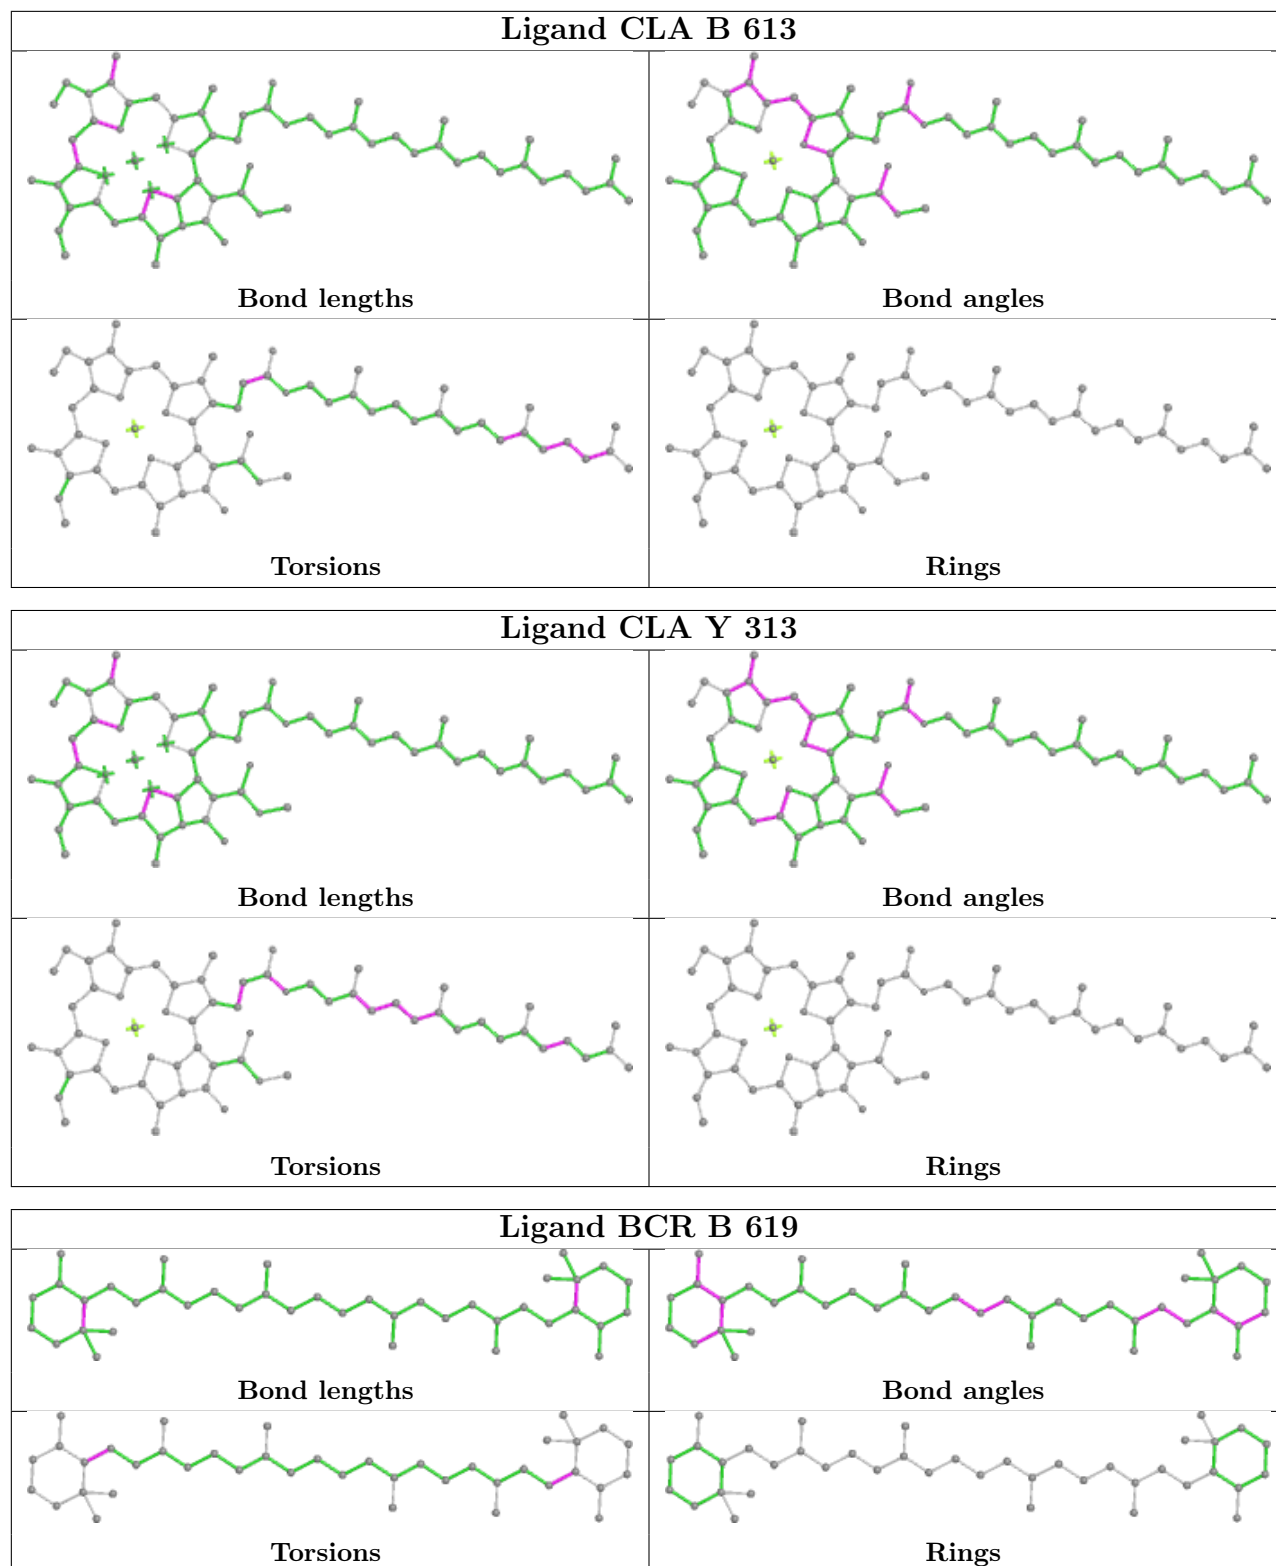 Ligand CLA B 613
Bond lengths
Bond angles
Torsions
Rings
Ligand CLA Y 313
Bond lengths
Bond angles
Torsions
Rings
Ligand BCR B 619
Bond lengths
Bond angles
Torsions
Rings